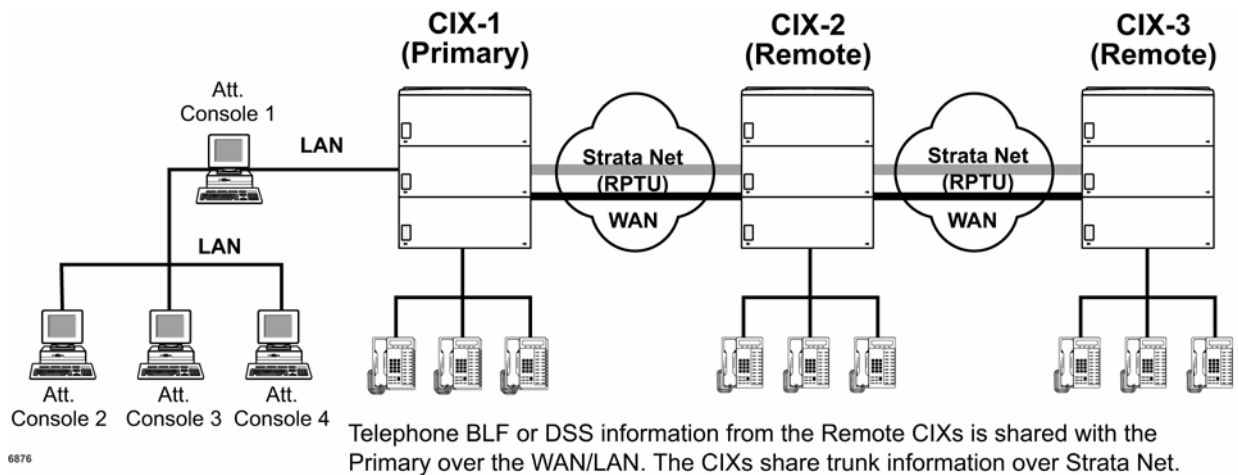 CIX-1
(Primary)
CIX-2
(Remote)
CIX-3
(Remote)
Att.
Console 1
LAN
Strata Net
(RPTU)
WAN
Strata Net
(RPTU)
WAN
LAN
Att.
Console 2
Att.
Console 3
Att.
Console 4
Telephone BLF or DSS information from the Remote CIXs is shared with the
Primary over the WAN/LAN. The CIXs share trunk information over Strata Net.
6876